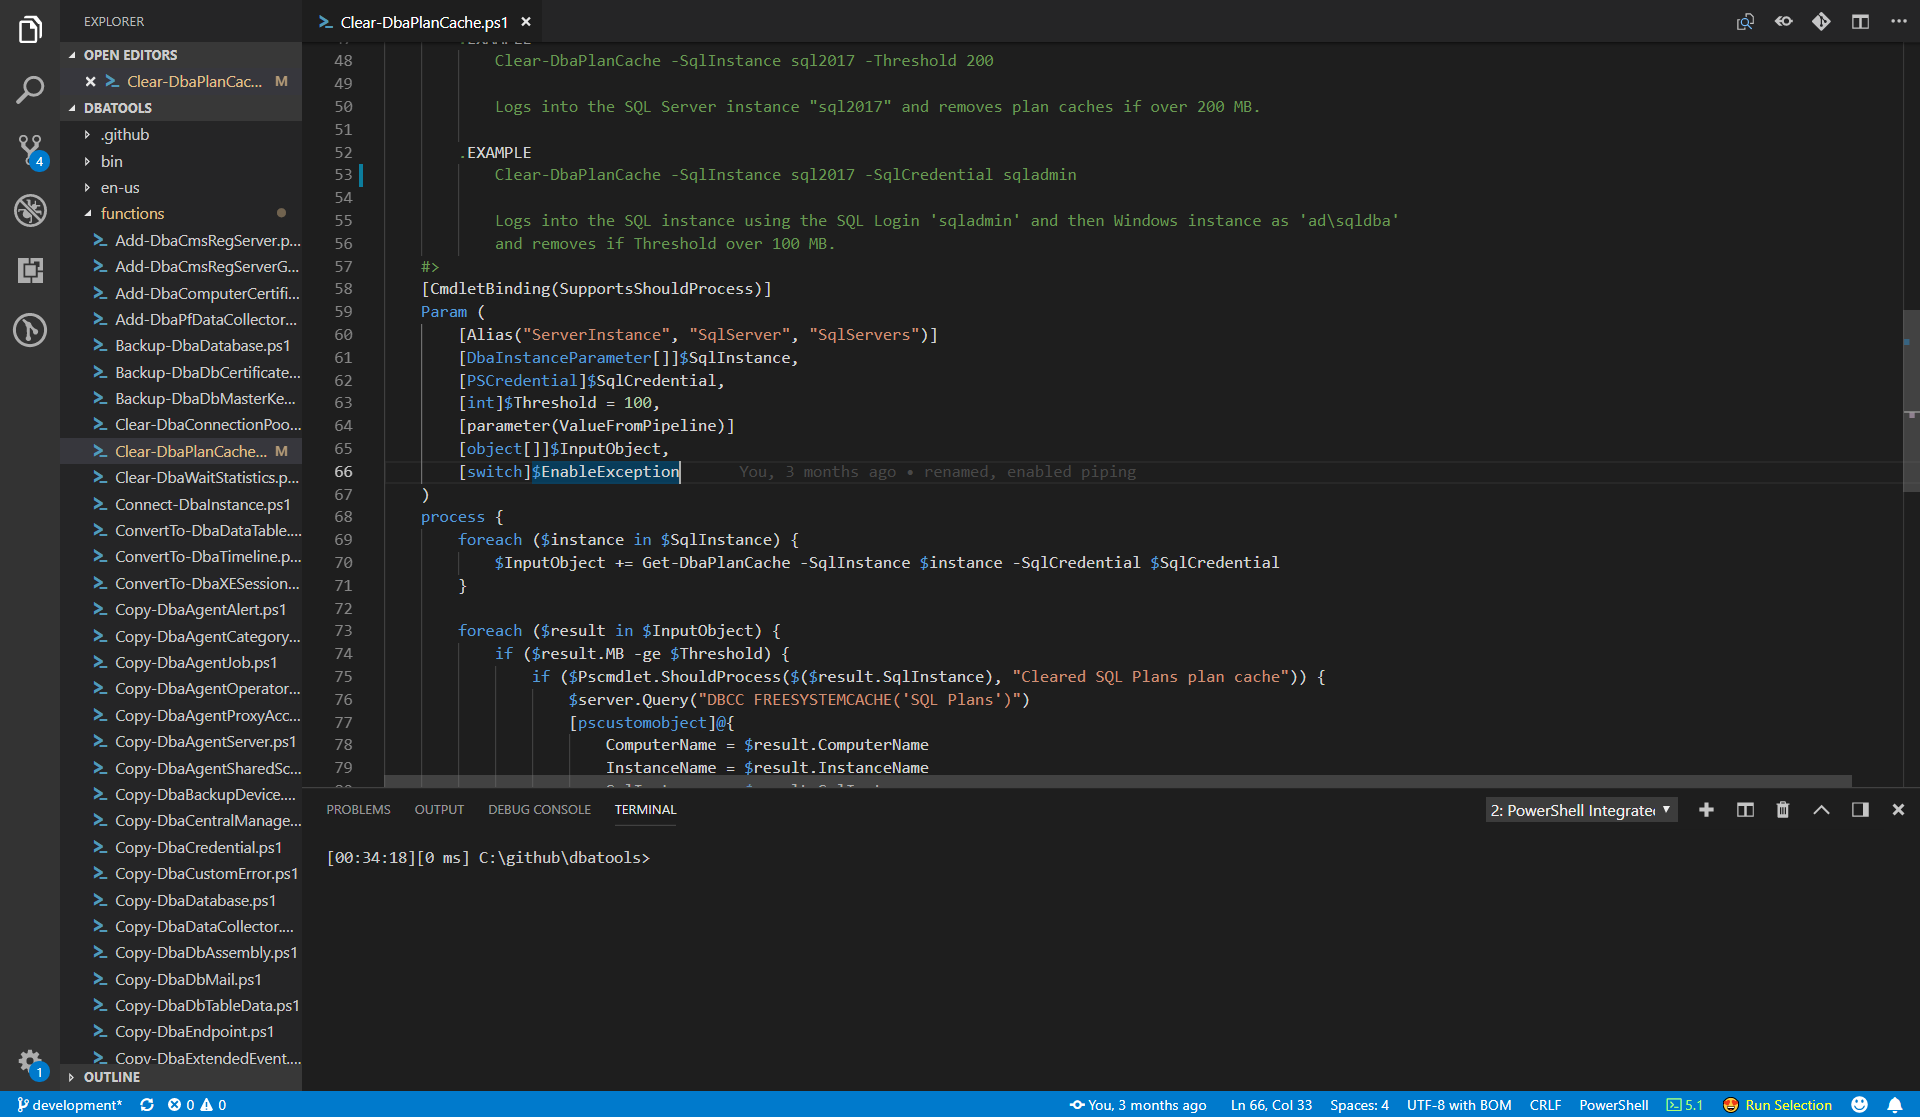 EXPLORER
OPEN EDITORS
Clear-DbaPlanCac... M
DBATOOLS
.github
bin
en-us
functions
Add-DbaCmsRegServer.p...
Add-DbaCmsRegServerG...
Add-DbaComputerCertifi...
Add-DbaPfDataCollector...
Backup-DbaDatabase.ps1
Backup-DbaDbCertificate...
Backup-DbaDbMasterKe...
Clear-DbaConnectionPoo...
Clear-DbaPlanCache... M
Clear-DbaWaitStatistics.p...
Connect-DbaInstance.ps1
ConvertTo-DbaDataTable....
ConvertTo-DbaTimeline.p...
ConvertTo-DbaXESession...
Copy-DbaAgentAlert.ps1
Copy-DbaAgentCategory...
Copy-DbaAgentJob.ps1
Copy-DbaAgentOperator...
Copy-DbaAgentProxyAcc...
Copy-DbaAgentServer.ps1
Copy-DbaAgentSharedSc...
Copy-DbaBackupDevice....
Copy-DbaCentralManage...
Copy-DbaCredential.ps1
Copy-DbaCustomError.ps1
Copy-DbaDatabase.ps1
Copy-DbaDataCollector....
Copy-DbaDbAssembly.ps1
Copy-DbaDbMail.ps1
Copy-DbaDbTableData.ps1
Copy-DbaEndpoint.ps1
Copy-DbaExtendedEvent....
OUTLINE
4
1
Clear-DbaPlanCache.ps1
48 Clear-DbaPlanCache -SqlInstance sql2017 -Threshold 200
49
50 Logs into the SQL Server instance "sql2017" and removes plan caches if over 200 MB.
51
52 .EXAMPLE
53 Clear-DbaPlanCache -SqlInstance sql2017 -SqlCredential sqladmin
54
55 Logs into the SQL instance using the SQL Login 'sqladmin' and then Windows instance as 'ad\sqldba'
56 and removes if Threshold over 100 MB.
57 #>
58 [CmdletBinding(SupportsShouldProcess)]
59 Param (
60 [Alias("ServerInstance", "SqlServer", "SqlServers")]
61 [DbaInstanceParameter[]]$SqlInstance,
62 [PSCredential]$SqlCredential,
63 [int]$Threshold = 100,
64 [parameter(ValueFromPipeline)]
65 [object[]]$InputObject,
66 [switch]$EnableException You, 3 months ago • renamed, enabled piping
67 )
68 process {
69 foreach ($instance in $SqlInstance) {
70 $InputObject += Get-DbaPlanCache -SqlInstance $instance -SqlCredential $SqlCredential
71 }
72
73 foreach ($result in $InputObject) {
74 if ($result.MB -ge $Threshold) {
75 if ($Pscmdlet.ShouldProcess($($result.SqlInstance), "Cleared SQL Plans plan cache")) {
76 $server.Query("DBCC FREESYSTEMCACHE('SQL Plans')")
77 [pscustomobject]@{
78 ComputerName = $result.ComputerName
79 InstanceName = $result.InstanceName
PROBLEMS OUTPUT DEBUG CONSOLE TERMINAL 2: PowerShell Integrate
[00:34:18][0 ms] C:\github\dbatools>
development* 0 0 You, 3 months ago Ln 66, Col 33 Spaces: 4 UTF-8 with BOM CRLF PowerShell 5.1 Run Selection